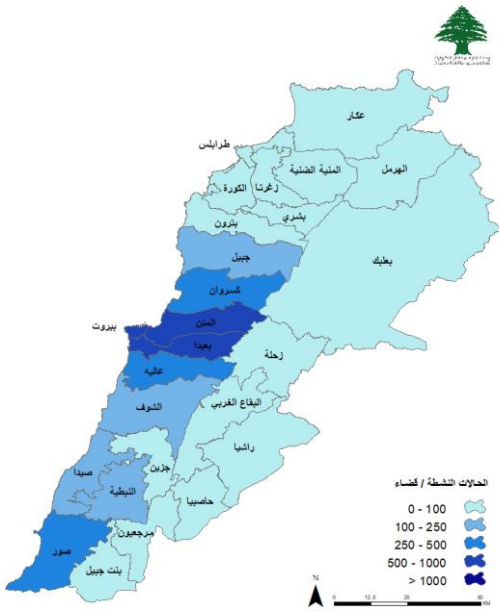 عكار
طرابلس
المنية الضنية
الهرمل
زغرتا
الكورة
بشري
بترون
بعلبك
جبيل
كسروان
المتن
بيروت
بعبدا
زحلة
عاليه
البقاع الغربي
الشوف
راشيا
جزين
صيدا
النبطية
حاصبيا
مرجعيون
صور
بنت جبيل
الحالات النشطة / قضاء
0 - 100
100 - 250
250 - 500
500 - 1000
> 1000
N
0 12.5 25 50